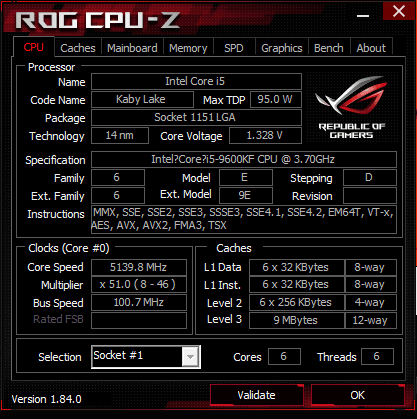 ROG CPU-Z
CPU Caches Mainboard Memory SPD Graphics Bench About
Processor
Name Intel Core i5
Code Name Kaby Lake Max TDP 95.0 W
Package Socket 1151 LGA
Technology 14 nm Core Voltage 1.328 V
REPUBLIC OF
GAMERS
Specification Intel?Core?i5-9600KF CPU @ 3.70GHz
Family 6 Model E Stepping D
Ext. Family 6 Ext. Model 9E Revision
Instructions MMX, SSE, SSE2, SSE3, SSSE3, SSE4.1, SSE4.2, EM64T, VT-x,
AES, AVX, AVX2, FMA3, TSX
Clocks (Core #0)
Core Speed 5139.8 MHz
Multiplier x 51.0 ( 8 - 46 )
Bus Speed 100.7 MHz
Rated FSB
Caches
L1 Data 6 x 32 KBytes 8-way
L1 Inst. 6 x 32 KBytes 8-way
Level 2 6 x 256 KBytes 4-way
Level 3 9 MBytes 12-way
Selection Socket #1 Cores 6 Threads 6
Version 1.84.0 Validate OK